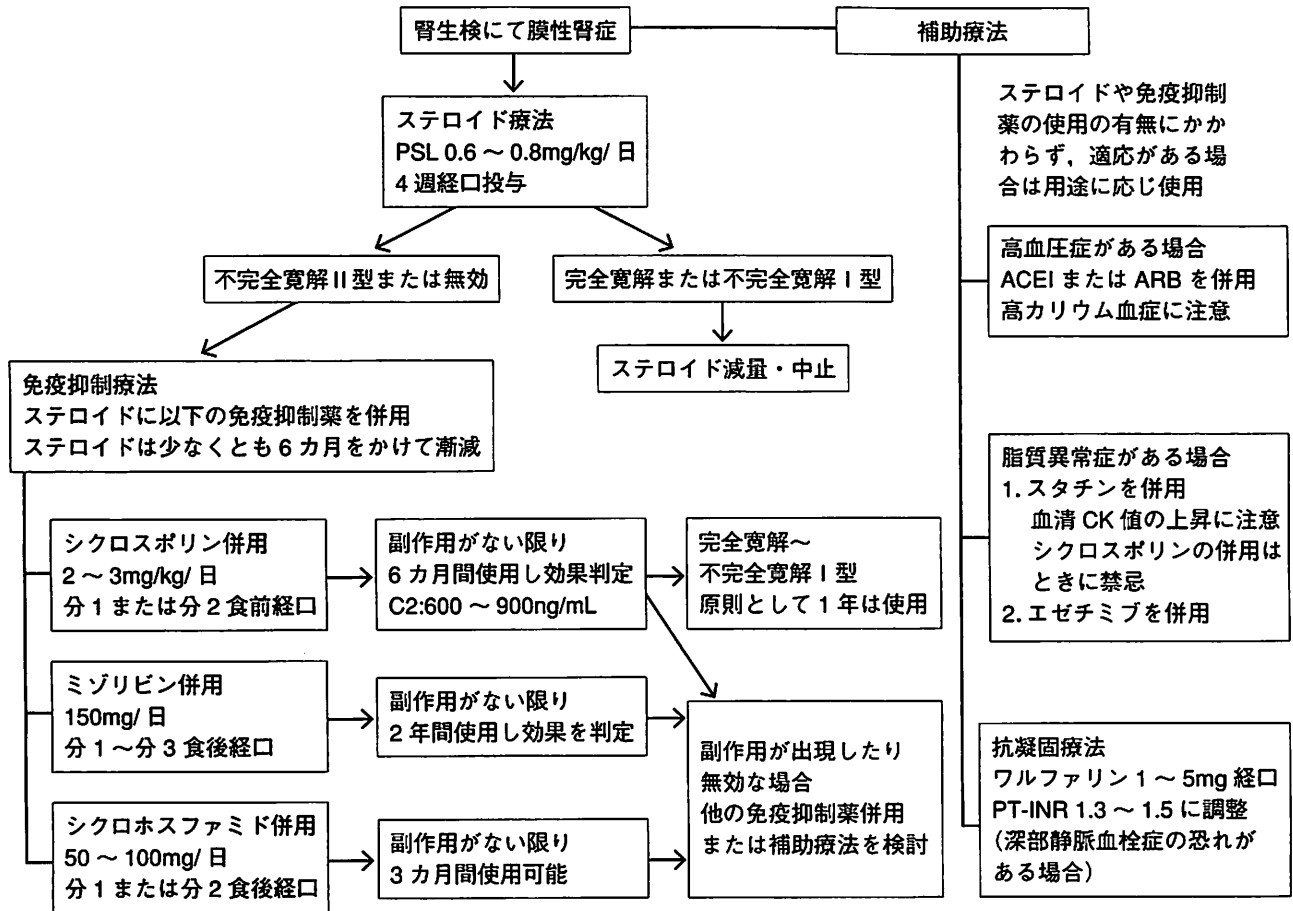 腎生検にて膜性腎症
補助療法
ステロイド療法
PSL 0.6 ～ 0.8mg/kg/ 日
4 週経口投与
ステロイドや免疫抑制
薬の使用の有無にかか
わらず，適応がある場
合は用途に応じ使用
不完全寛解 II 型または無効
完全寛解または不完全寛解 I 型
ステロイド減量・中止
高血圧症がある場合
ACEI または ARB を併用
高カリウム血症に注意
免疫抑制療法
ステロイドに以下の免疫抑制薬を併用
ステロイドは少なくとも 6 カ月をかけて漸減
脂質異常症がある場合
1. スタチンを併用
血清 CK 値の上昇に注意
シクロスポリンの併用は
ときに禁忌
2. エゼチミブを併用
シクロスポリン併用
2 ～ 3mg/kg/ 日
分 1 または分 2 食前経口
副作用がない限り
6 カ月間使用し効果判定
C2:600 ～ 900ng/mL
完全寛解～
不完全寛解 I 型
原則として 1 年は使用
ミゾリビン併用
150mg/ 日
分 1 ～分 3 食後経口
副作用がない限り
2 年間使用し効果を判定
副作用が出現したり
無効な場合
他の免疫抑制薬併用
または補助療法を検討
シクロホスファミド併用
50 ～ 100mg/ 日
分 1 または分 2 食後経口
副作用がない限り
3 カ月間使用可能
抗凝固療法
ワルファリン 1 ～ 5mg 経口
PT-INR 1.3 ～ 1.5 に調整
（深部静脈血栓症の恐れが
ある場合）